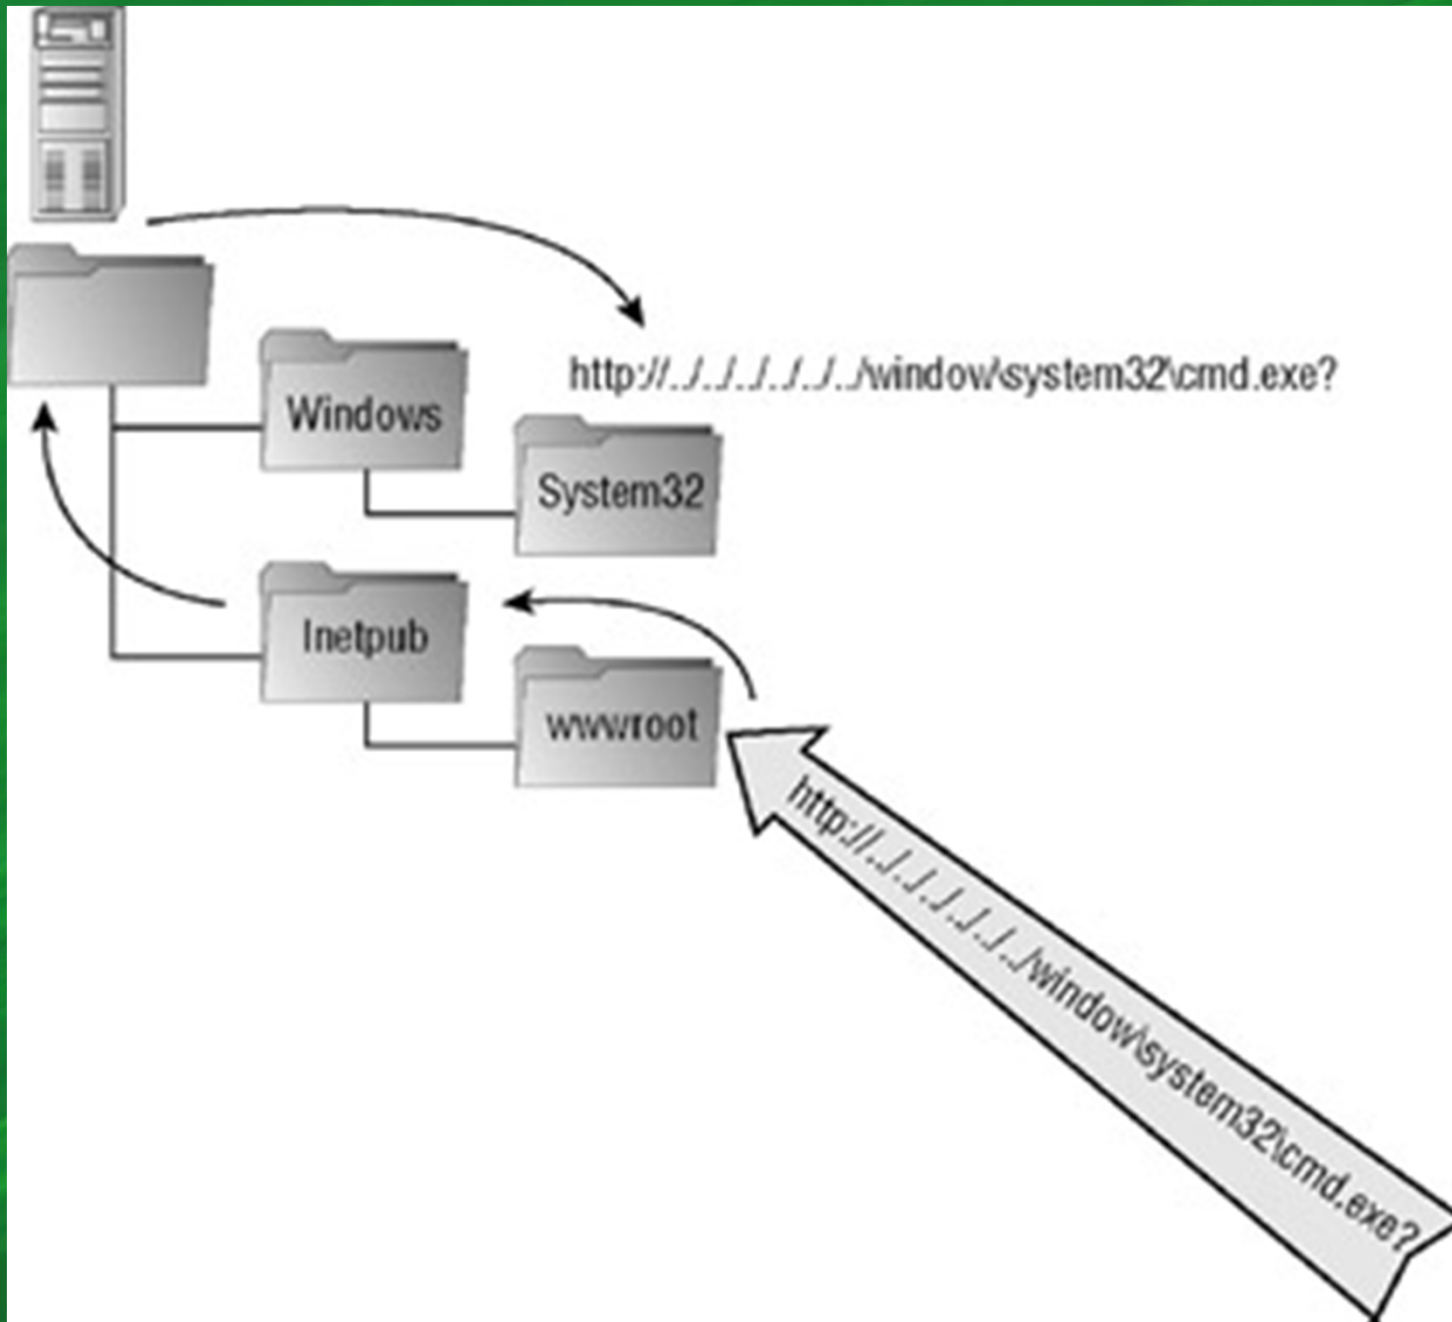 http://../../../../../../../window\system32\cmd.exe?
Windows
System32
Inetpub
wwwroot
http://../../../../../../window\system32\cmd.exe?